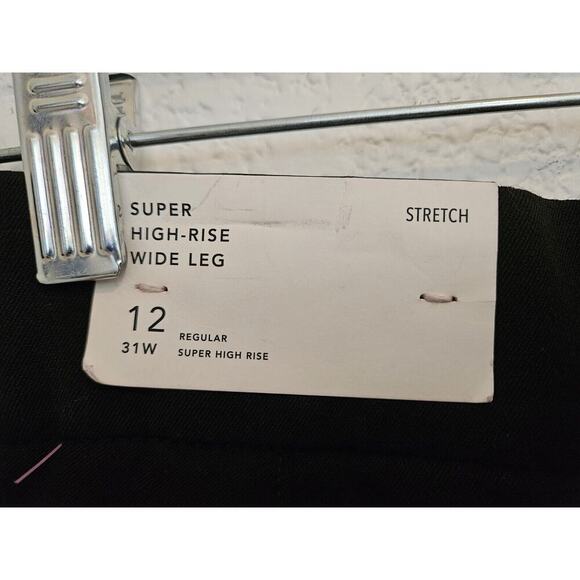 SUPER
HIGH-RISE
WIDE LEG
STRETCH
12
31W
REGULAR
SUPER HIGH RISE